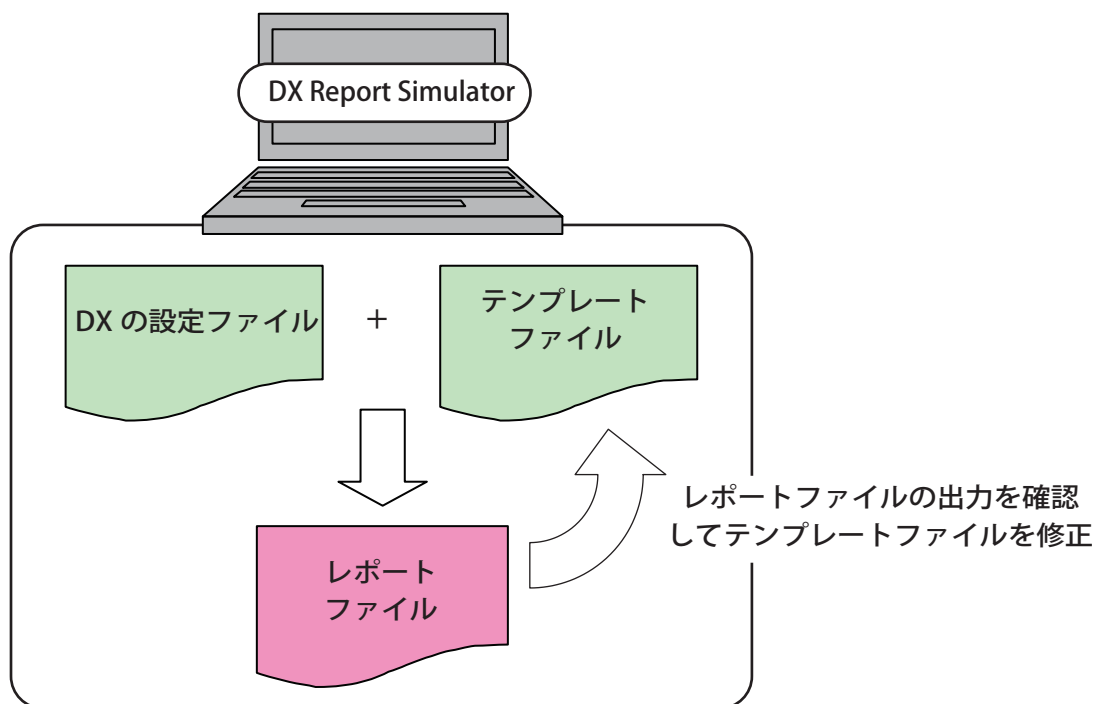 DX Report Simulator
DX の設定ファイル
+
テンプレート
ファイル
レポートファイルの出力を確認
してテンプレートファイルを修正
レポート
ファイル